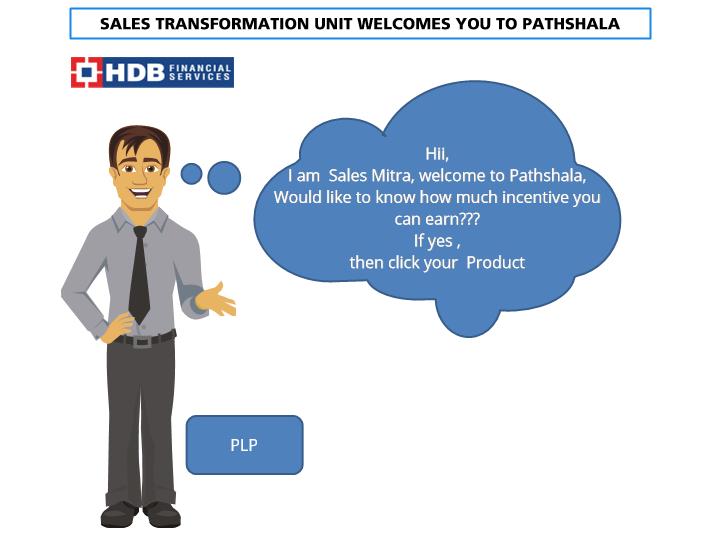 SALES TRANSFORMATION UNIT WELCOMES YOU TO PATHSHALA
HDB FINANCIAL
SERVICES
Hii,
I am  Sales Mitra, welcome to Pathshala,
Would like to know how much incentive you
can earn???
If yes ,
then click your  Product
PLP